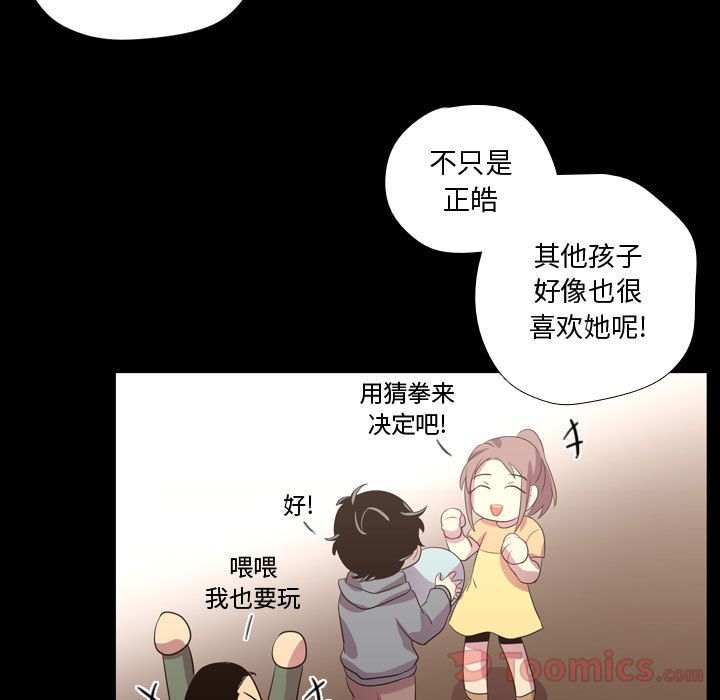 不只是
正皓
其他孩子
好像也很
喜欢她呢!
用猜拳来
决定吧!
好!
喂喂
我也要玩
Toomics.com